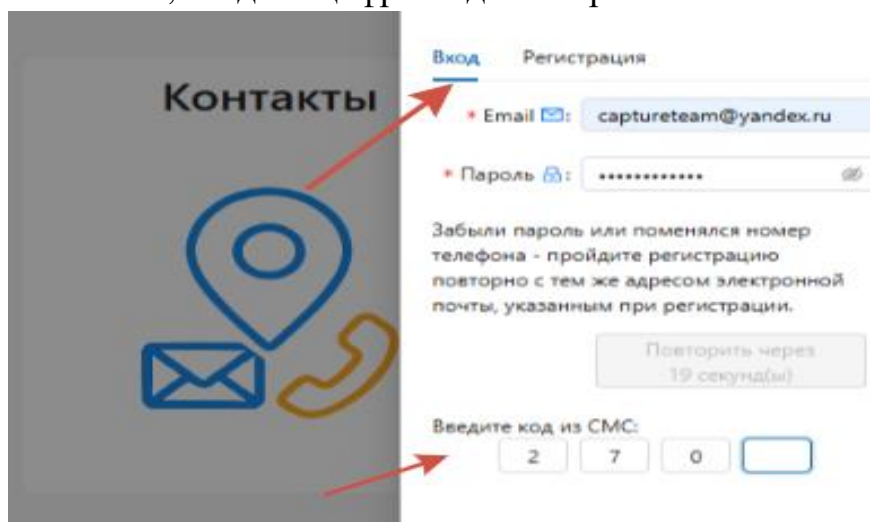 Контакты
Вход Регистрация
* Email : captureteam@yandex.ru
* Пароль : ••••••••••••
Забыли пароль или поменялся номер
телефона - пройдите регистрацию
повторно с тем же адресом электронной
почты, указанным при регистрации.
Повторить через
19 секунд(ы)
Введите код из СМС:
2 7 0